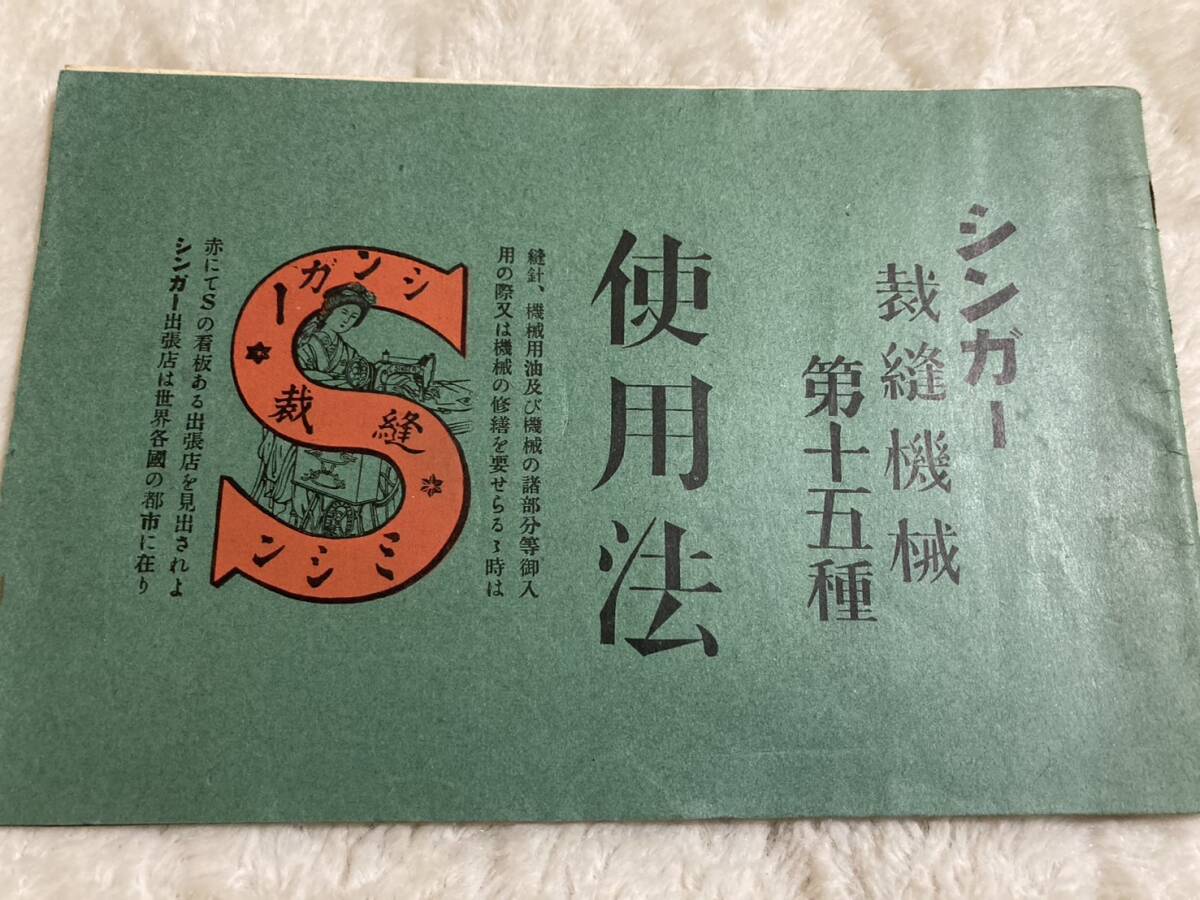 シンガー
裁縫機械
第十五種
使用法
縫針、機械用油及び機械の諸部分等御入
用の際又は機械の修繕を要せらるゝ時は
シンガー
裁縫
ミシン
赤にてSの看板ある出張店を見出されよ
シンガー出張店は世界各國の都市に在り